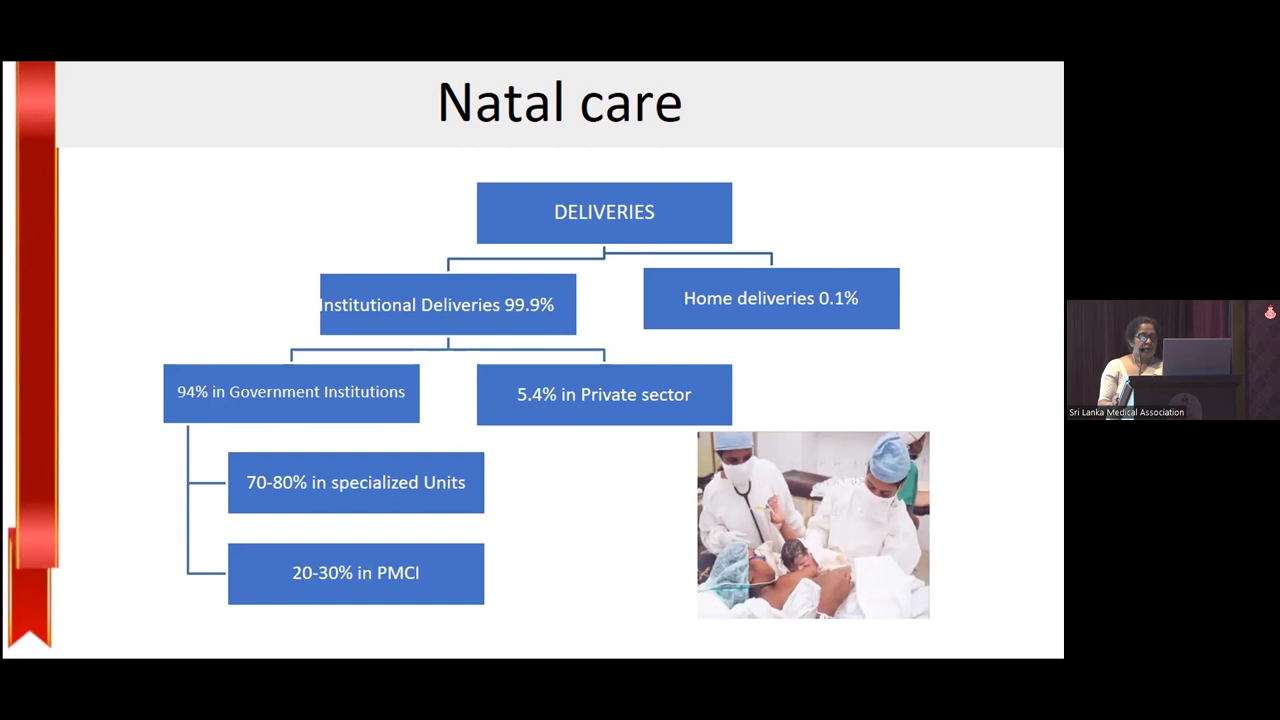 Natal care
DELIVERIES
Institutional Deliveries 99.9%
Home deliveries 0.1%
94% in Government Institutions
5.4% in Private sector
70-80% in specialized Units
20-30% in PMCI
Sri Lanka Medical Association